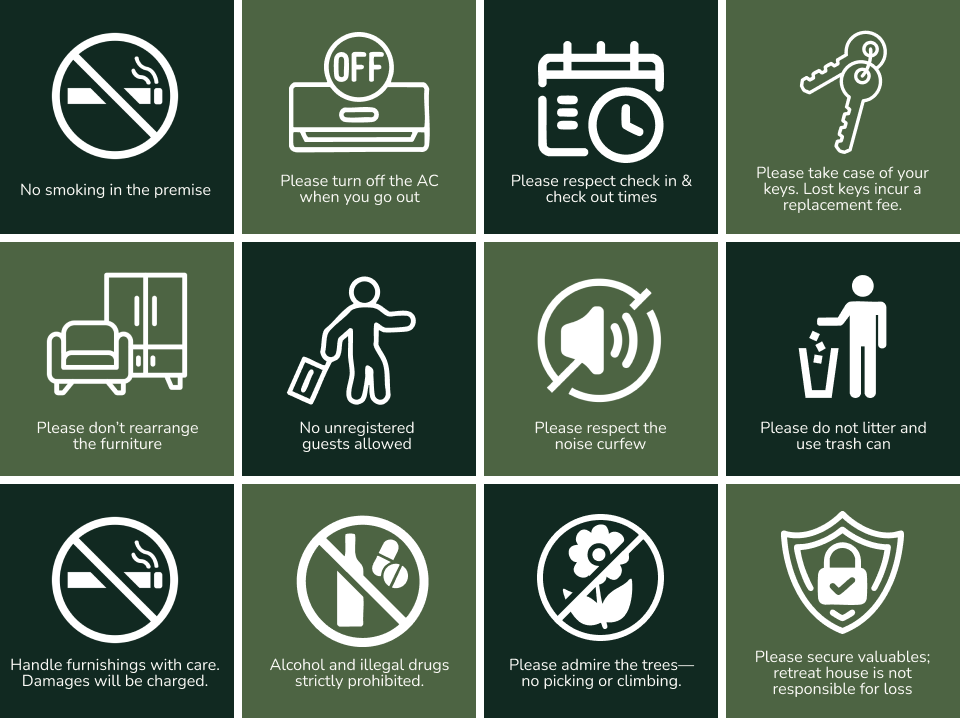 No smoking in the premise
OFF
Please turn off the AC
when you go out
Please respect check in &
check out times
Please take case of your
keys. Lost keys incur a
replacement fee.
Please don't rearrange
the furniture
No unregistered
guests allowed
Please respect the
noise curfew
Please do not litter and
use trash can
Handle furnishings with care.
Damages will be charged.
Alcohol and illegal drugs
strictly prohibited.
Please admire the trees—
no picking or climbing.
Please secure valuables;
retreat house is not
responsible for loss